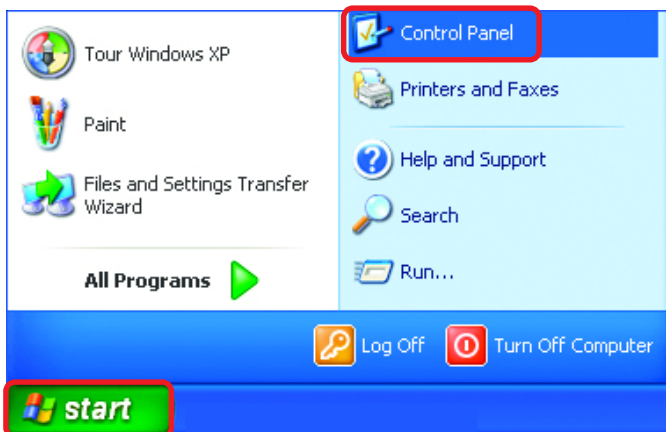 Tour Windows XP
Paint
Files and Settings Transfer
Wizard
All Programs
Control Panel
Printers and Faxes
Help and Support
Search
Run...
Log Off
Turn Off Computer
start